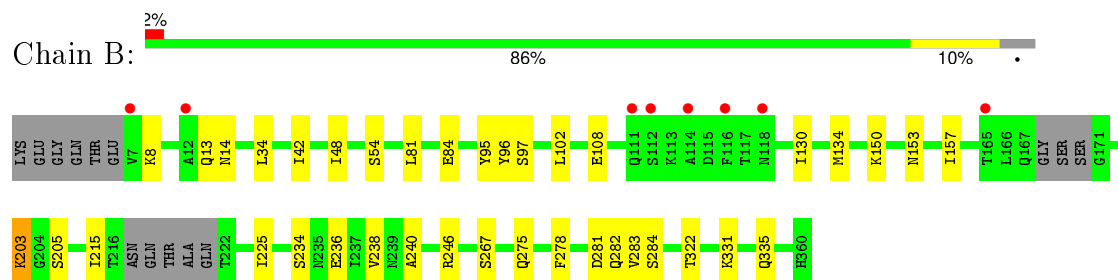 2%
Chain B: 86% 10% •
LYS GLU GLY GLN THR GLU V7 K8 A12 Q13 N14 L34 I42 I48 S54 L81 E84 Y95 Y96 S97 L102 E108 Q111 S112 K113 A114 D115 F116 T117 N118 I130 M134 K150 N153 I157 T165 L166 Q167 GLY SER SER G171
K203 G204 S205 I215 T216 ASN GLN THR ALA GLN T222 I225 S234 N235 E236 I237 V238 N239 A240 R246 S267 Q275 F278 D281 Q282 V283 S284 T322 K331 Q335 H360